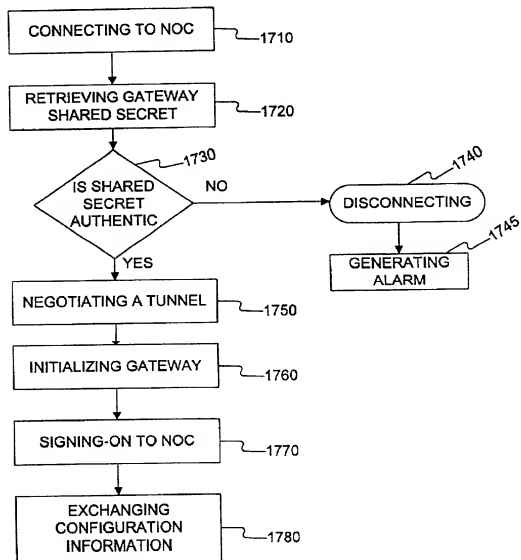 CONNECTING TO NOC
1710
RETRIEVING GATEWAY
SHARED SECRET
1720
1730
IS SHARED
SECRET
AUTHENTIC
NO
1740
DISCONNECTING
1745
GENERATING
ALARM
YES
NEGOTIATING A TUNNEL
1750
INITIALIZING GATEWAY
1760
SIGNING-ON TO NOC
1770
EXCHANGING
CONFIGURATION
INFORMATION
1780